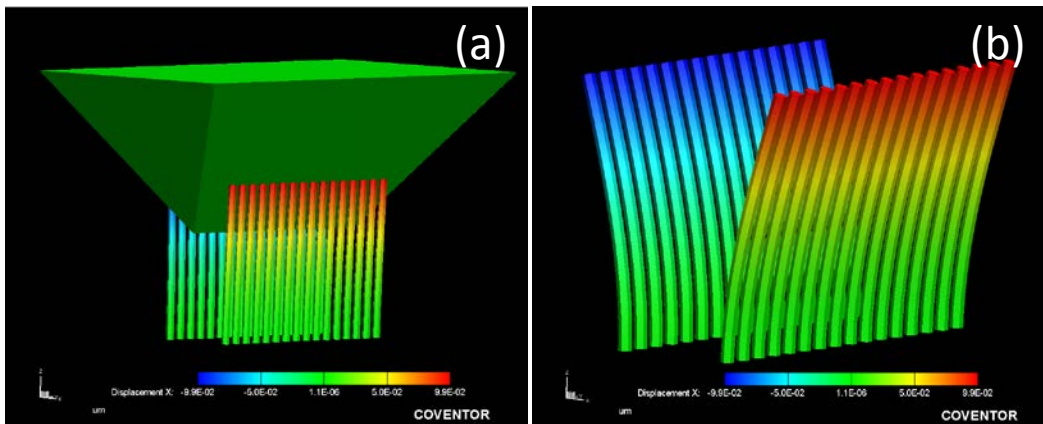 (a)
Displacement X: -9.9E-02 -5.0E-02 1.1E-06 5.0E-02 9.9E-02
um
COVENTOR
(b)
Displacement X: -9.9E-02 -5.0E-02 1.1E-06 5.0E-02 9.9E-02
um
COVENTOR